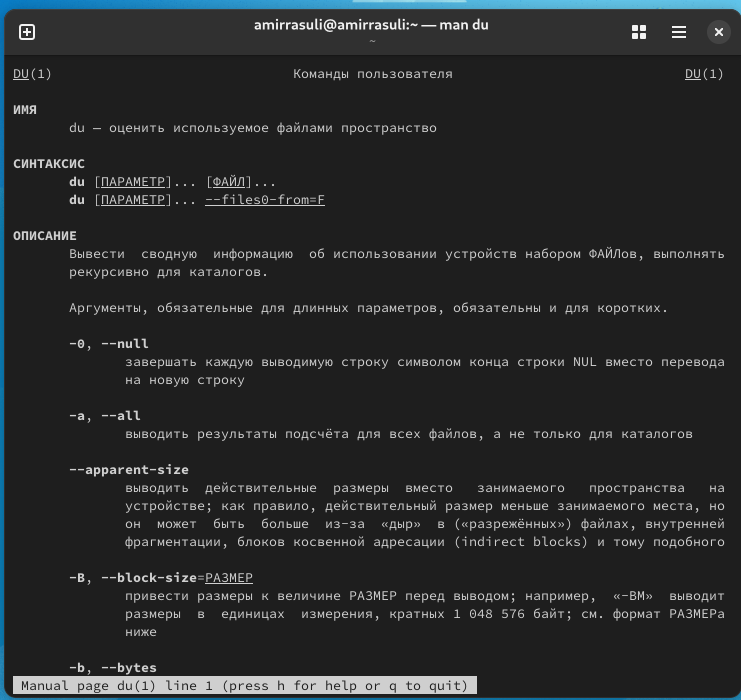 amirrasuli@amirrasuli:~ — man du
~
DU(1) Команды пользователя DU(1)
ИМЯ
du — оценить используемое файлами пространство
СИНТАКСИС
du [ПАРАМЕТР]... [ФАЙЛ]...
du [ПАРАМЕТР]... --files0-from=F
ОПИСАНИЕ
Вывести сводную информацию об использовании устройств набором ФАЙЛов, выполнять
рекурсивно для каталогов.
Аргументы, обязательные для длинных параметров, обязательны и для коротких.
-0, --null
завершать каждую выводимую строку символом конца строки NUL вместо перевода
на новую строку
-a, --all
выводить результаты подсчёта для всех файлов, а не только для каталогов
--apparent-size
выводить действительные размеры вместо занимаемого пространства на
устройстве; как правило, действительный размер меньше занимаемого места, но
он может быть больше из-за «дыр» в («разрежённых») файлах, внутренней
фрагментации, блоков косвенной адресации (indirect blocks) и тому подобного
-B, --block-size=РАЗМЕР
привести размеры к величине РАЗМЕР перед выводом; например, «-BM» выводит
размеры в единицах измерения, кратных 1 048 576 байт; см. формат РАЗМЕРа
ниже
-b, --bytes
Manual page du(1) line 1 (press h for help or q to quit)